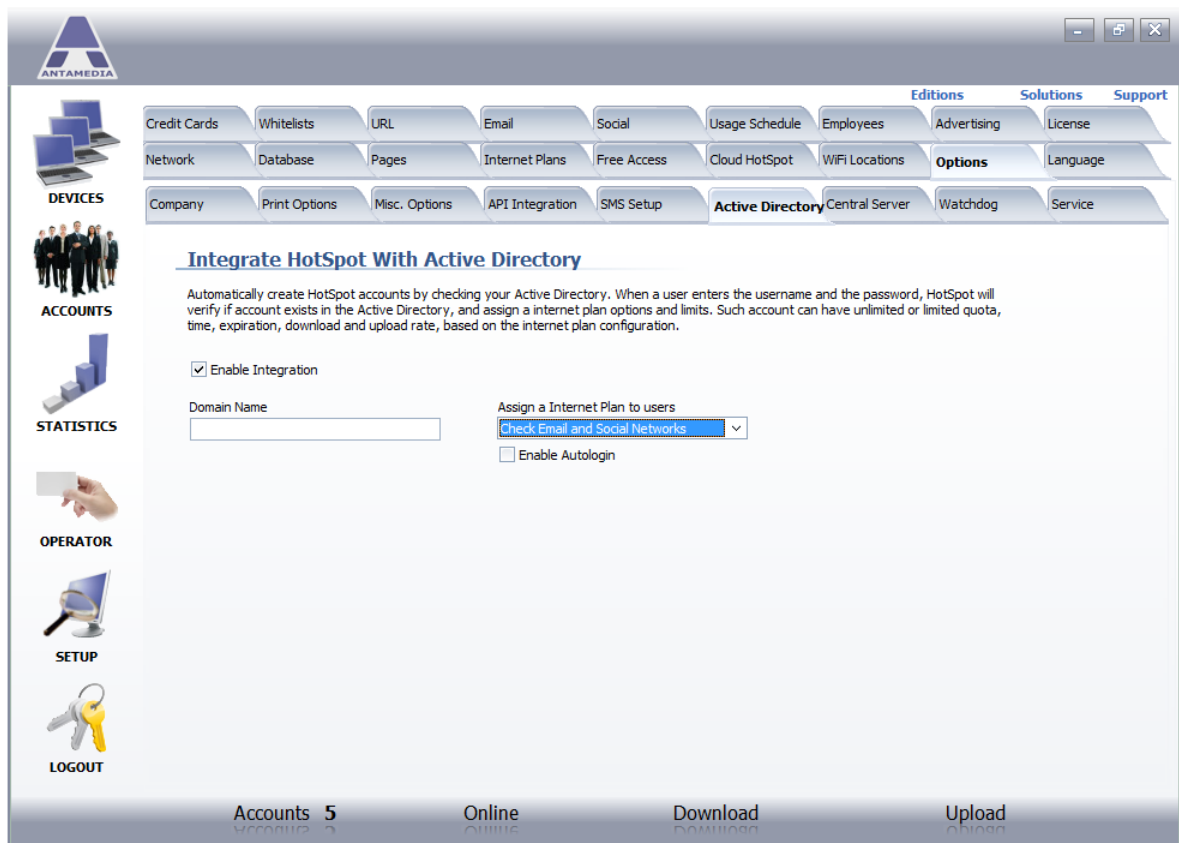 ANTAMEDIA
Editions Solutions Support
Credit Cards Whitelists URL Email Social Usage Schedule Employees Advertising License
Network Database Pages Internet Plans Free Access Cloud HotSpot WiFi Locations Options Language
Company Print Options Misc. Options API Integration SMS Setup Active Directory Central Server Watchdog Service
DEVICES
ACCOUNTS
STATISTICS
OPERATOR
SETUP
LOGOUT
Integrate HotSpot With Active Directory
Automatically create HotSpot accounts by checking your Active Directory. When a user enters the username and the password, HotSpot will
verify if account exists in the Active Directory, and assign a internet plan options and limits. Such account can have unlimited or limited quota,
time, expiration, download and upload rate, based on the internet plan configuration.
Enable Integration
Domain Name Assign a Internet Plan to users
Check Email and Social Networks
Enable Autologin
Accounts 5 Online Download Upload